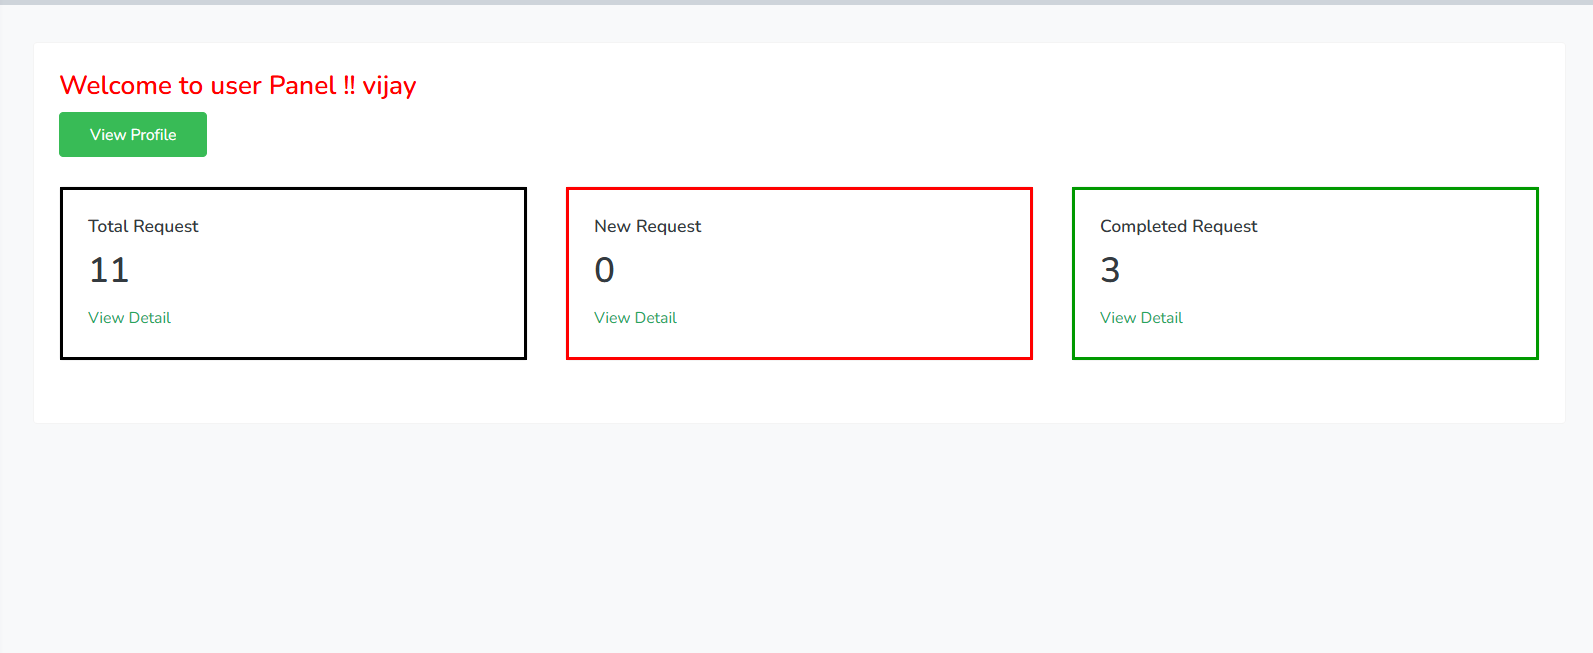 Welcome to user Panel !! vijay
View Profile
Total Request
11
View Detail
New Request
0
View Detail
Completed Request
3
View Detail